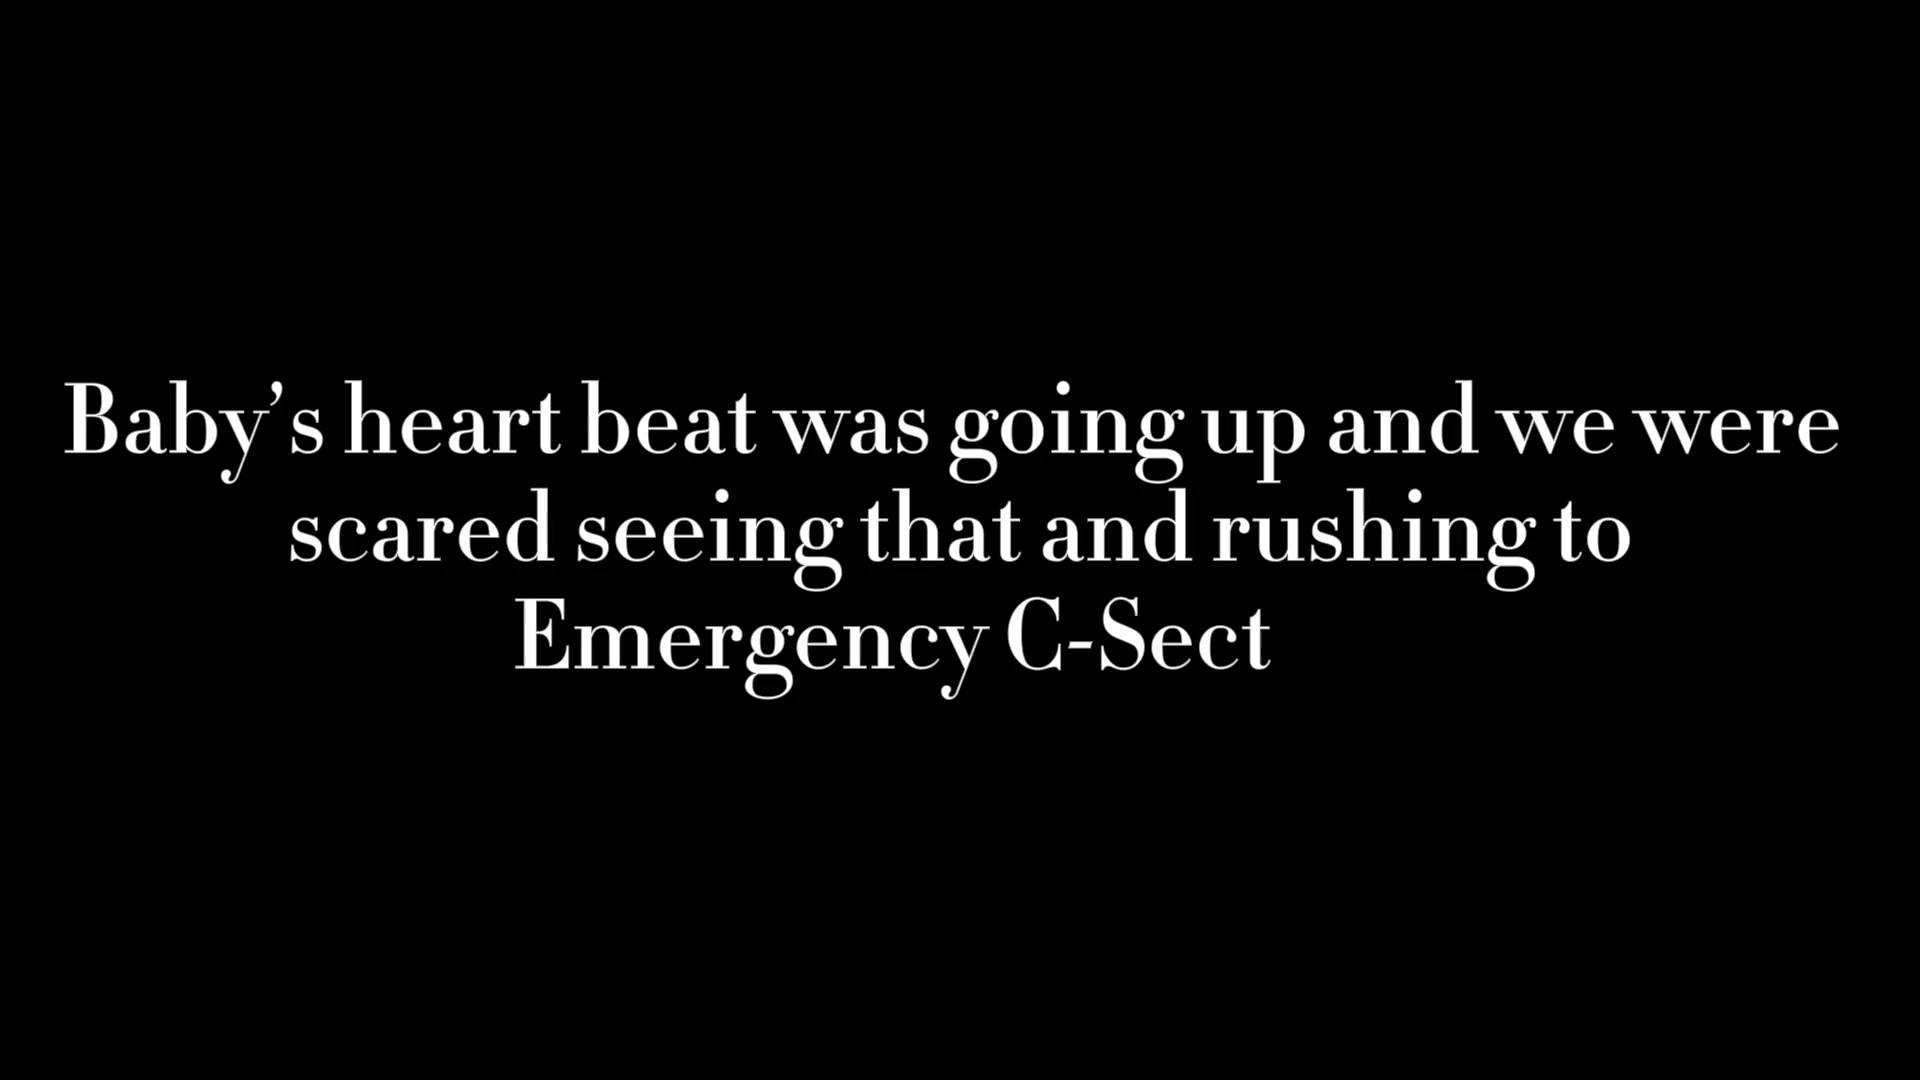 Baby’s heart beat was going up and we were
scared seeing that and rushing to
Emergency C-Sect